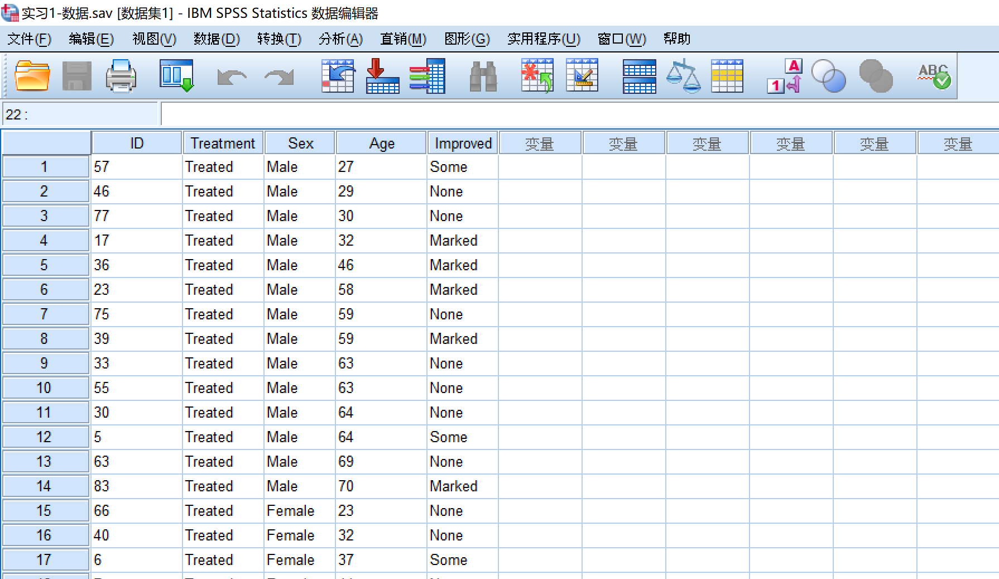 实习1-数据.sav [数据集1] - IBM SPSS Statistics 数据编辑器
文件(F) 编辑(E) 视图(V) 数据(D) 转换(T) 分析(A) 直销(M) 图形(G) 实用程序(U) 窗口(W) 帮助
A
1
ABC
22 :
ID Treatment Sex Age Improved 变量 变量 变量 变量 变量 变量
1 57 Treated Male 27 Some
2 46 Treated Male 29 None
3 77 Treated Male 30 None
4 17 Treated Male 32 Marked
5 36 Treated Male 46 Marked
6 23 Treated Male 58 Marked
7 75 Treated Male 59 None
8 39 Treated Male 59 Marked
9 33 Treated Male 63 None
10 55 Treated Male 63 None
11 30 Treated Male 64 None
12 5 Treated Male 64 Some
13 63 Treated Male 69 None
14 83 Treated Male 70 Marked
15 66 Treated Female 23 None
16 40 Treated Female 32 None
17 6 Treated Female 37 Some